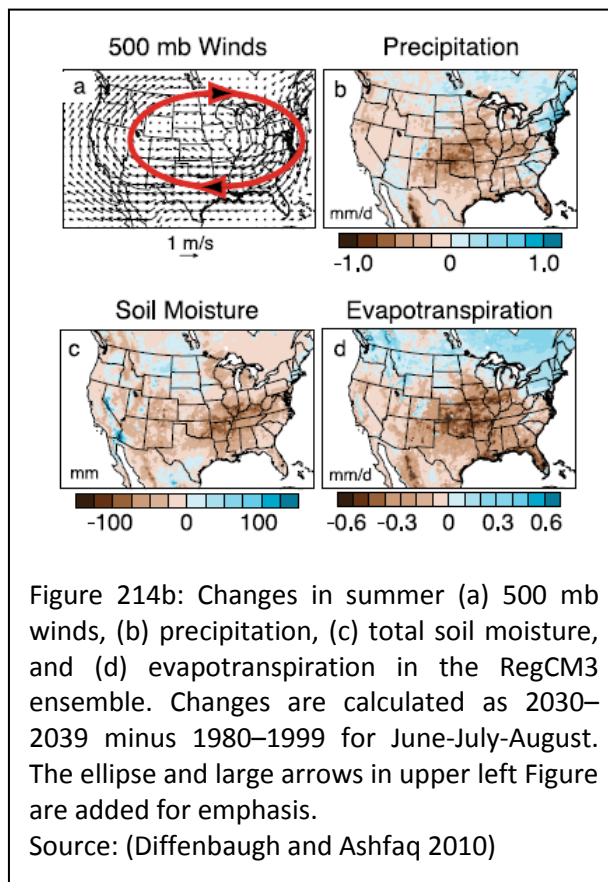 500 mb Winds
Precipitation
a
b
1 m/s
mm/d
-1.0 0 1.0
Soil Moisture
Evapotranspiration
c
d
mm
mm/d
-100 0 100
-0.6 -0.3 0 0.3 0.6
Figure 214b: Changes in summer (a) 500 mb
winds, (b) precipitation, (c) total soil moisture,
and (d) evapotranspiration in the RegCM3
ensemble. Changes are calculated as 2030–
2039 minus 1980–1999 for June-July-August.
The ellipse and large arrows in upper left Figure
are added for emphasis.
Source: (Diffenbaugh and Ashfaq 2010)